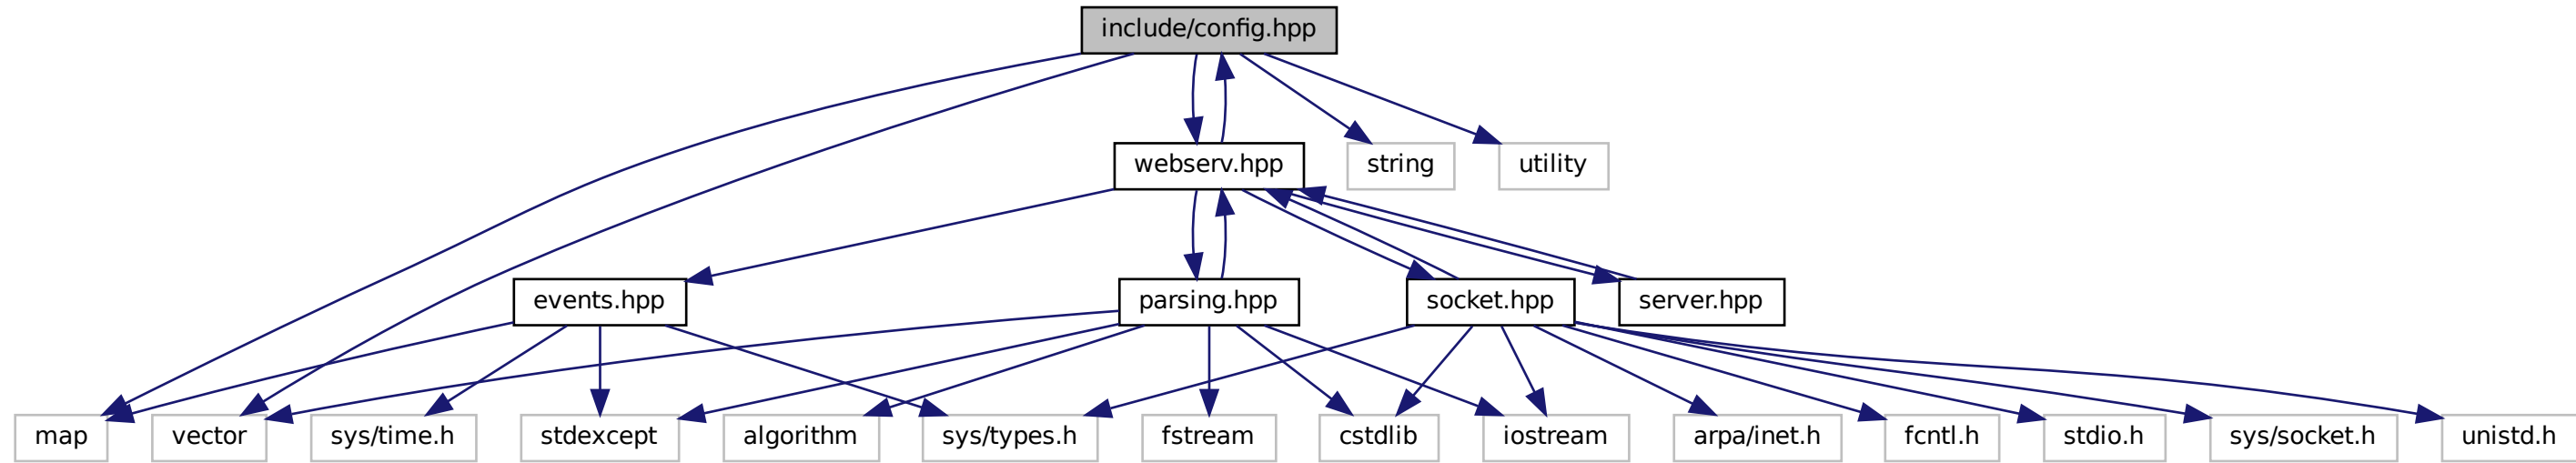 include/config.hpp
webserv.hpp
string
utility
events.hpp
parsing.hpp
socket.hpp
server.hpp
map
vector
sys/time.h
stdexcept
algorithm
sys/types.h
fstream
cstdlib
iostream
arpa/inet.h
fcntl.h
stdio.h
sys/socket.h
unistd.h